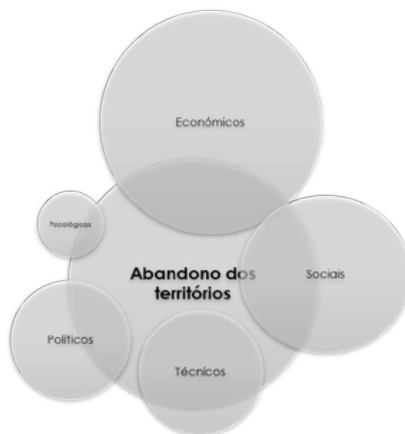 Económicos
Psicológicos
Abandono dos
territórios
Sociais
Políticos
Técnicos